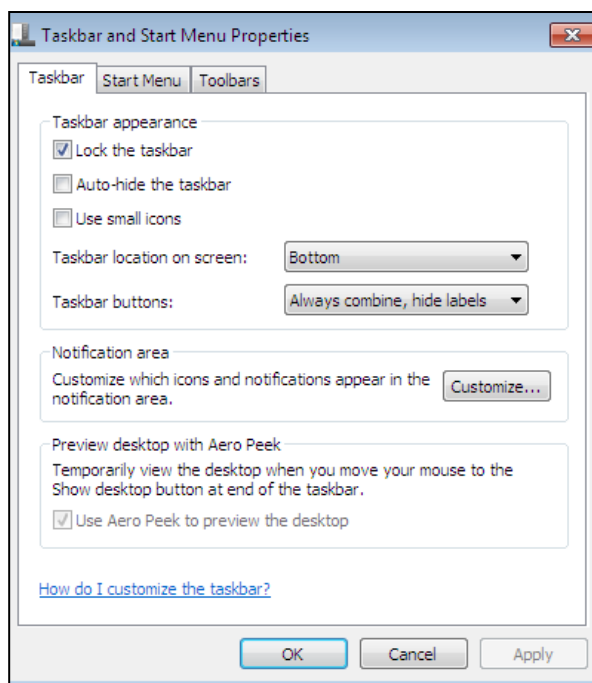 Taskbar and Start Menu Properties
Taskbar
Start Menu
Toolbars
Taskbar appearance
Lock the taskbar
Auto-hide the taskbar
Use small icons
Taskbar location on screen:
Bottom
Taskbar buttons:
Always combine, hide labels
Notification area
Customize which icons and notifications appear in the
notification area.
Customize...
Preview desktop with Aero Peek
Temporarily view the desktop when you move your mouse to the
Show desktop button at end of the taskbar.
Use Aero Peek to preview the desktop
How do I customize the taskbar?
OK
Cancel
Apply